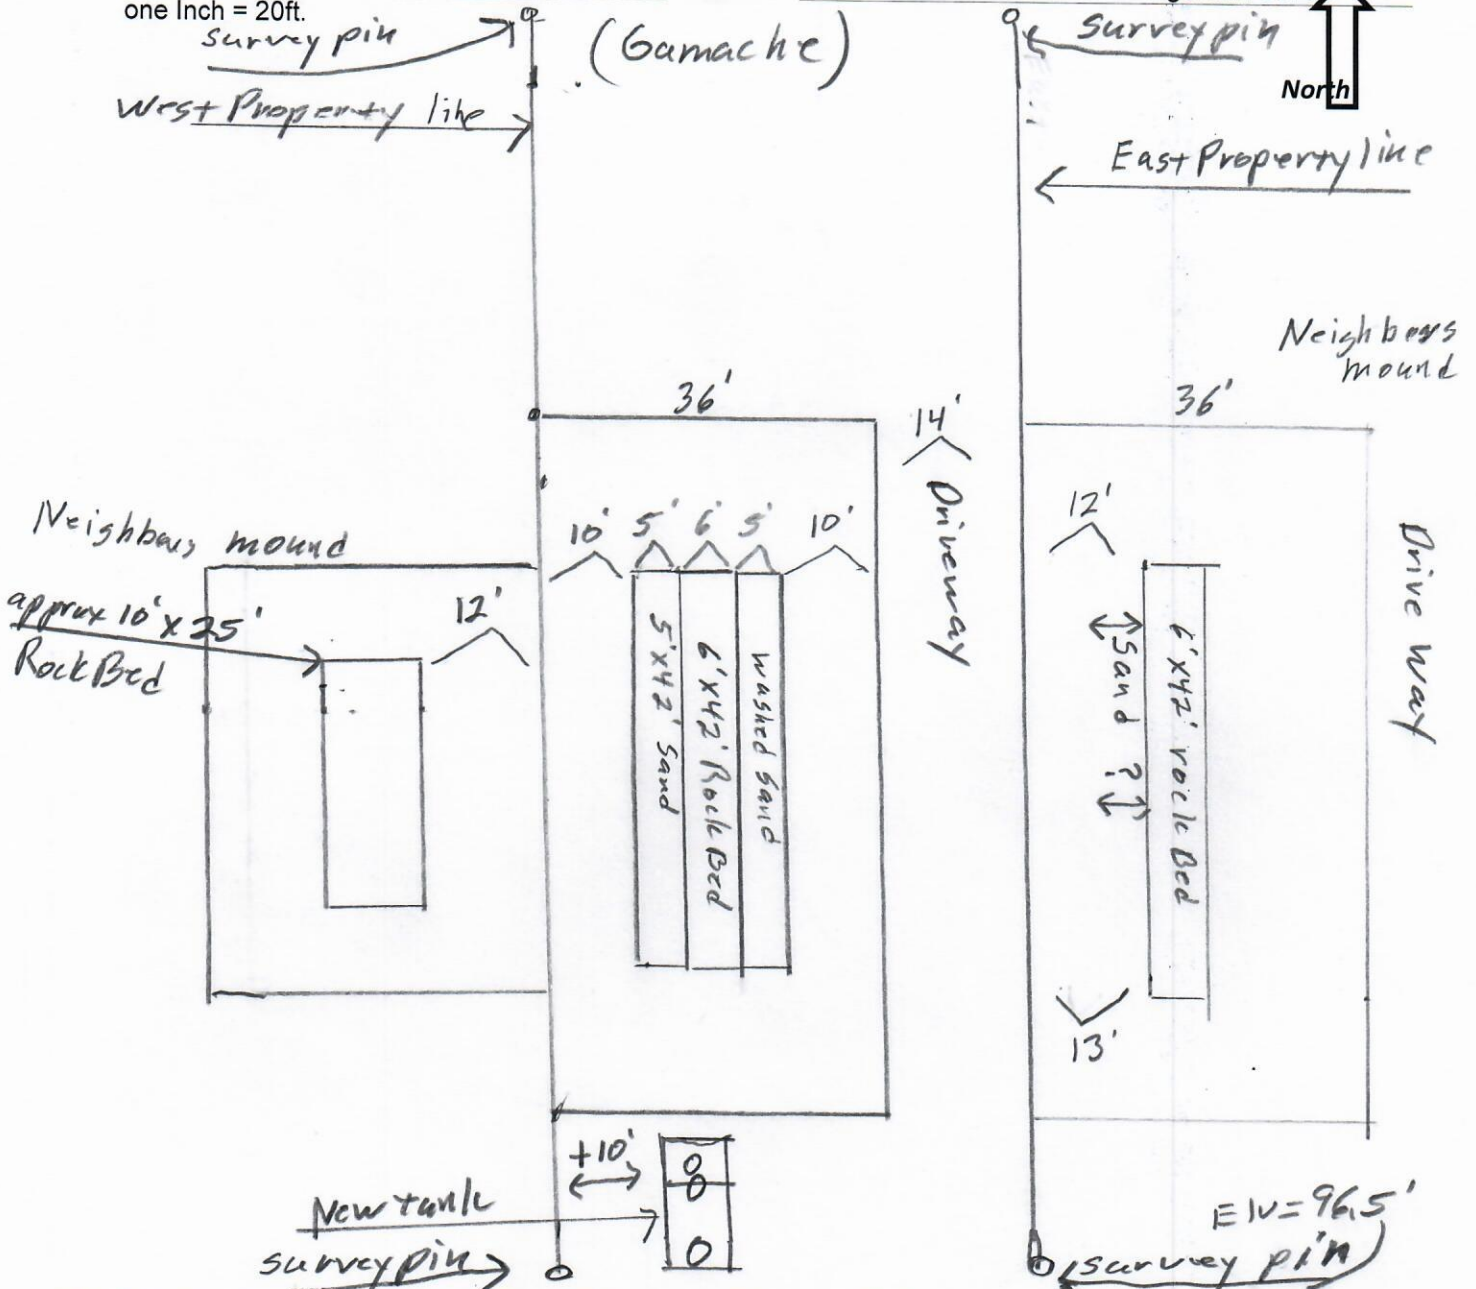 one Inch = 20ft.
survey pin
(Gamache)
survey pin
North
West Property line
East Property line
Neighbors
mound
36'
14'
36'
Driveway
12'
Drive way
Neighbors mound
10' 5' 6' 5' 10'
approx 10' x 25'
Rock Bed
12'
5'x42' Sand
6'x42' Rock Bed
washed sand
Sand ?
6'x42' rock Bed
13'
+10'
New tank
Elv= 96.5'
survey pin
survey pin